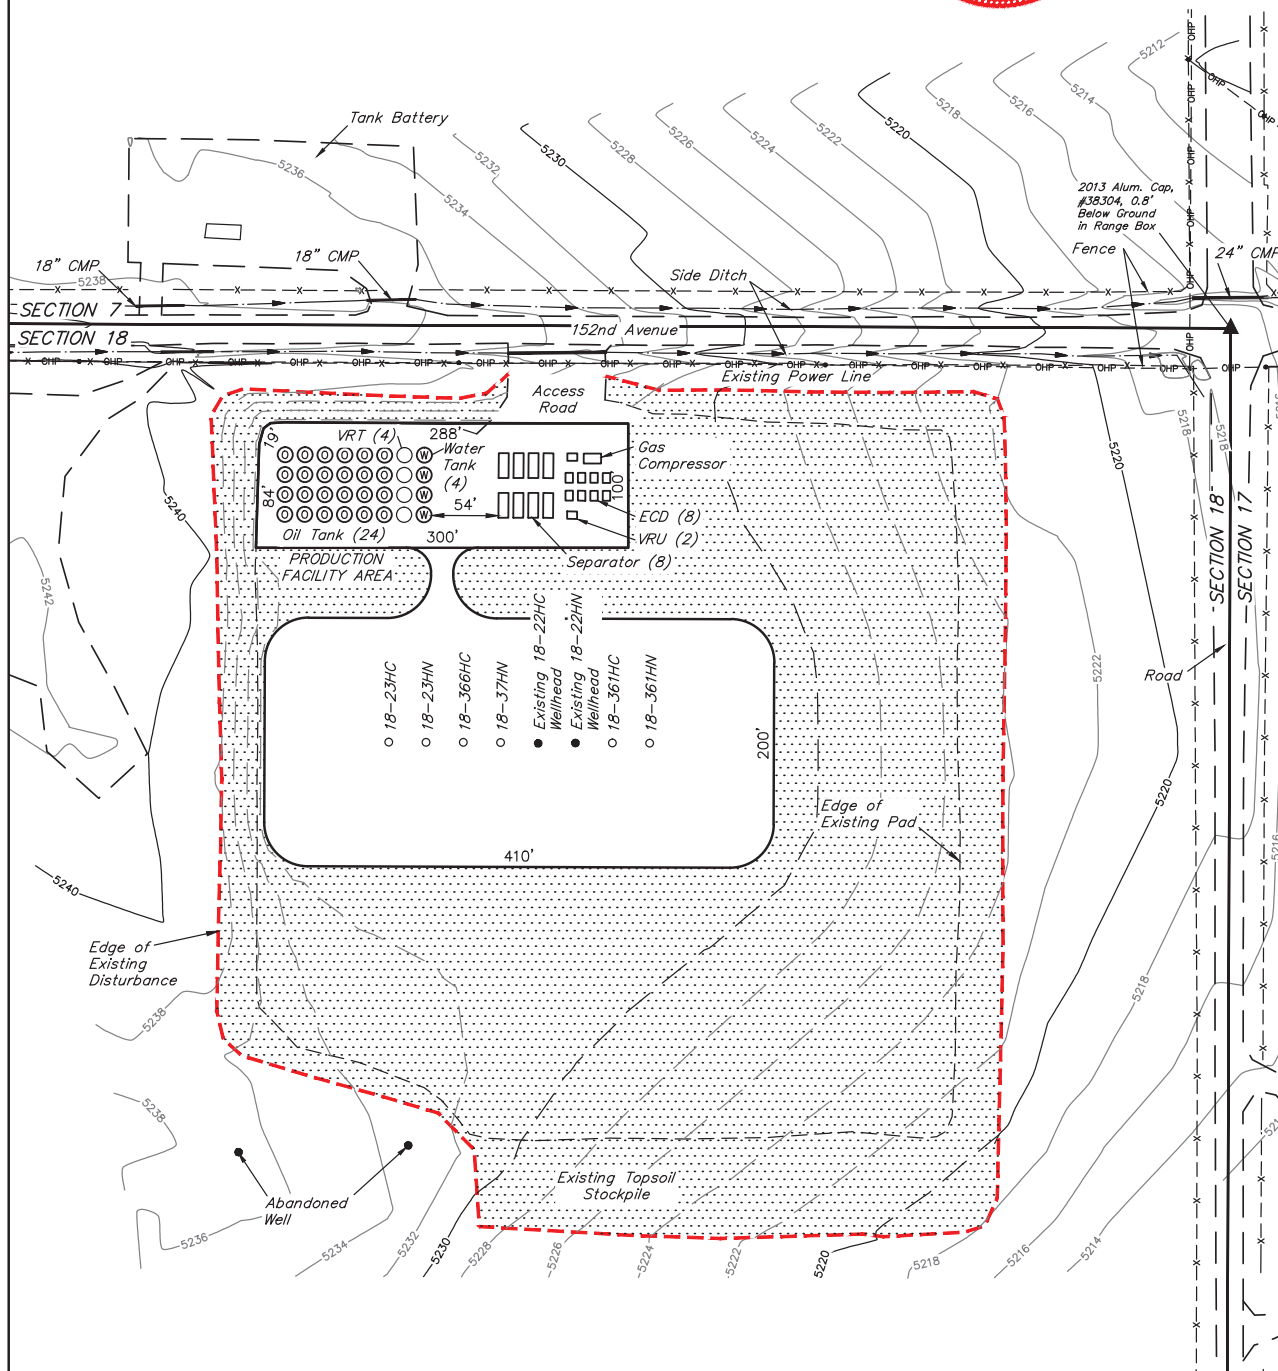 5212
OHP
OHP
OHP
5214
5216
5218
5220
5222
5224
5226
5228
5230
5232
5234
5236
Tank Battery
2013 Alum. Cap,
#38304, 0.8'
Below Ground
in Range Box
Fence
24" CMP
18" CMP
18" CMP
5238
Side Ditch
SECTION 7
152nd Avenue
SECTION 18
OHP
Existing Power Line
Access
Road
5218
5218
5220
19'
VRT (4)
288'
Water
Tank
(4)
W
W
W
W
84'
54'
100'
Gas
Compressor
ECD (8)
VRU (2)
Separator (8)
Oil Tank (24)
300'
PRODUCTION
FACILITY AREA
5240
5242
18-23HC
18-23HN
18-366HC
18-37HN
Existing 18-22HC
Wellhead
Existing 18-22HN
Wellhead
18-361HC
18-361HN
200'
410'
SECTION 18
SECTION 17
5222
Road
5220
Edge of
Existing Pad
5216
5240
Edge of
Existing
Disturbance
5238
5218
5238
Abandoned
Well
Existing Topsoil
Stockpile
5236
5234
5232
5230
5228
5226
5224
5222
5220
5218
5216
5214